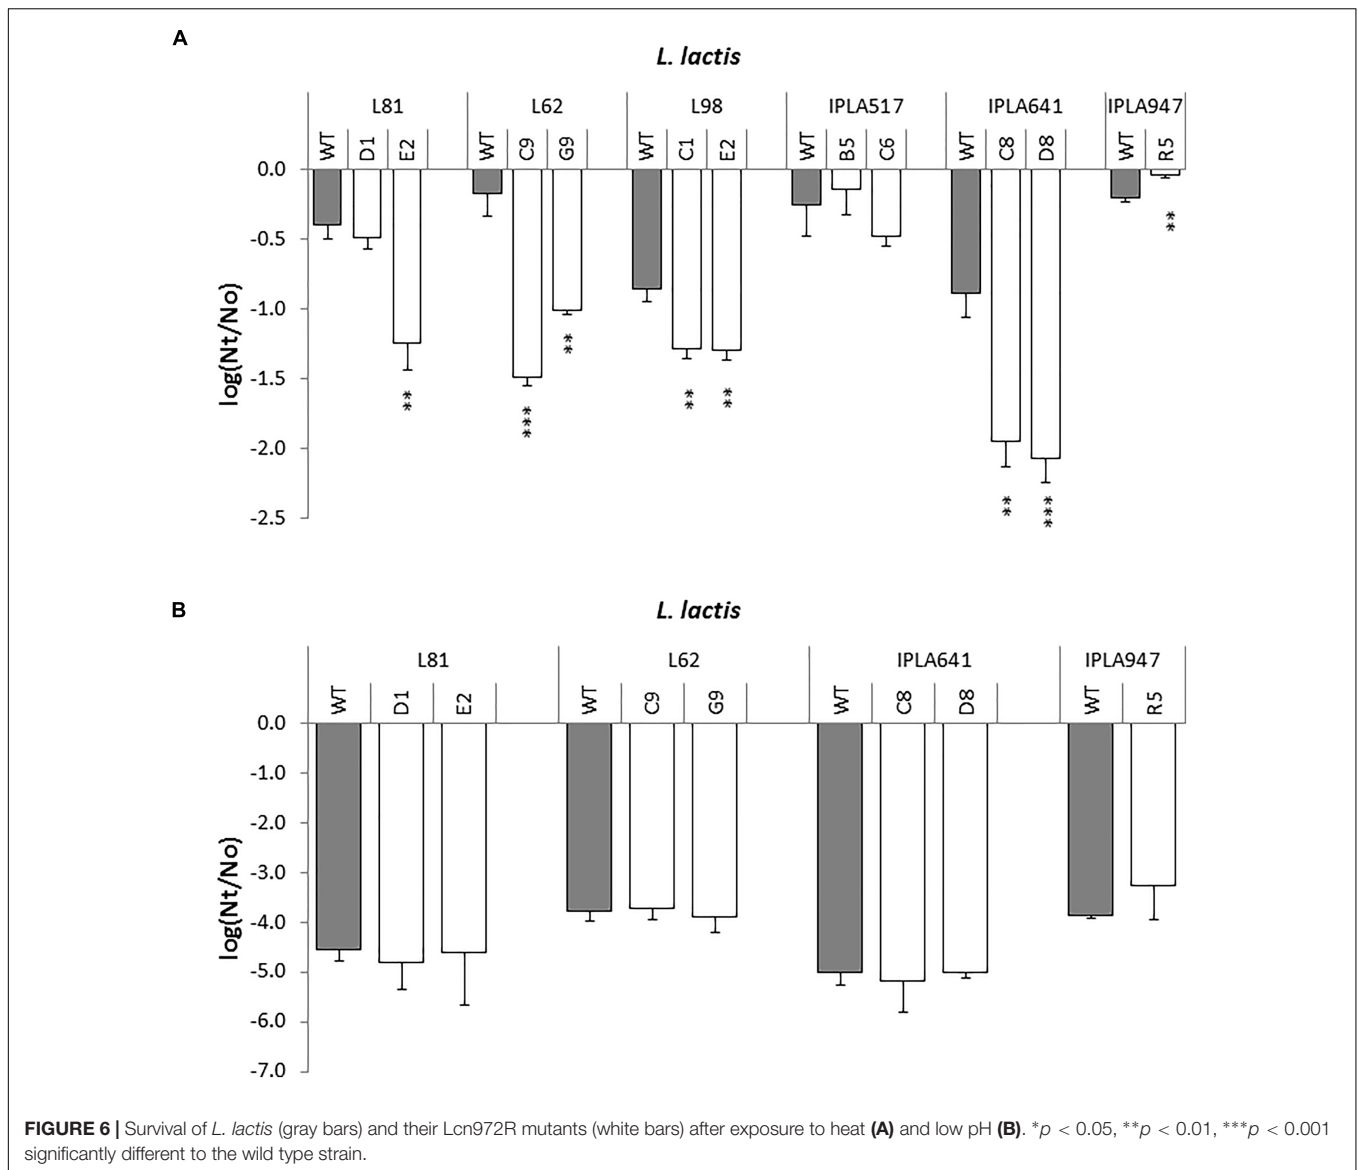 A
L. lactis
L81 L62 L98 IPLA517 IPLA641 IPLA947
WT D1 E2 WT C9 G9 WT C1 E2 WT B5 C6 WT C8 D8 WT R5
0.0
-0.5
-1.0
-1.5
-2.0
-2.5
log(Nt/No)
** *** ** ** ** ** *** **
B
L. lactis
L81 L62 IPLA641 IPLA947
WT D1 E2 WT C9 G9 WT C8 D8 WT R5
0.0
-1.0
-2.0
-3.0
-4.0
-5.0
-6.0
-7.0
log(Nt/No)
FIGURE 6 | Survival of L. lactis (gray bars) and their Lcn972R mutants (white bars) after exposure to heat (A) and low pH (B). *p < 0.05, **p < 0.01, ***p < 0.001
significantly different to the wild type strain.